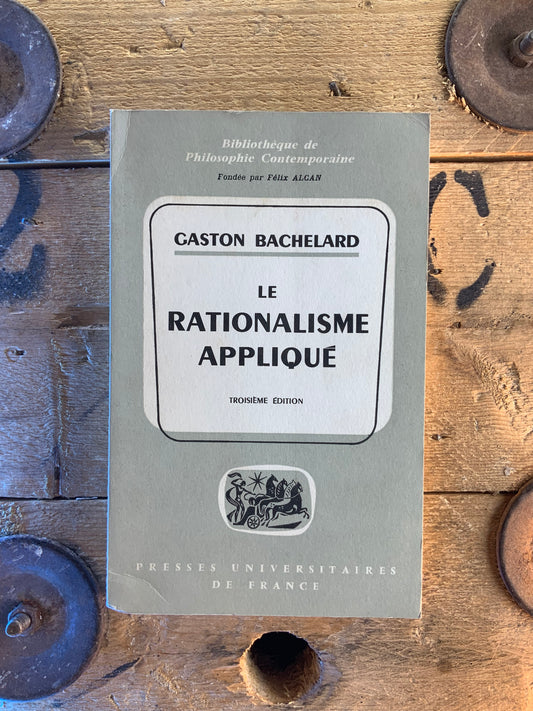 Bibliothèque de
Philosophie Contemporaine
Fondée par Félix ALCAN
GASTON BACHELARD
LE
RATIONALISME
APPLIQUÉ
TROISIÈME ÉDITION
PRESSES UNIVERSITAIRES
DE FRANCE